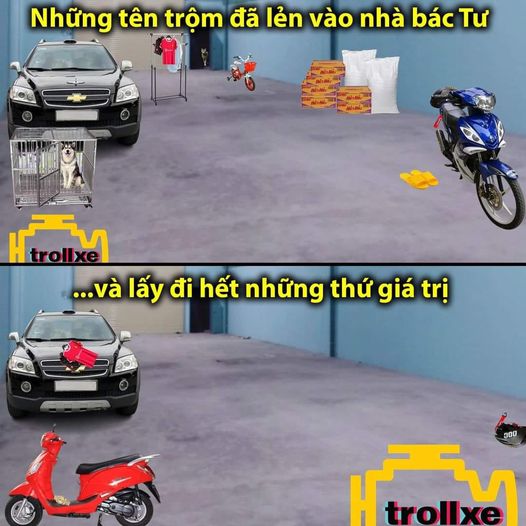 Những tên trộm đã lẻn vào nhà bác Tư
trollxe
...và lấy đi hết những thứ giá trị
300
trollxe